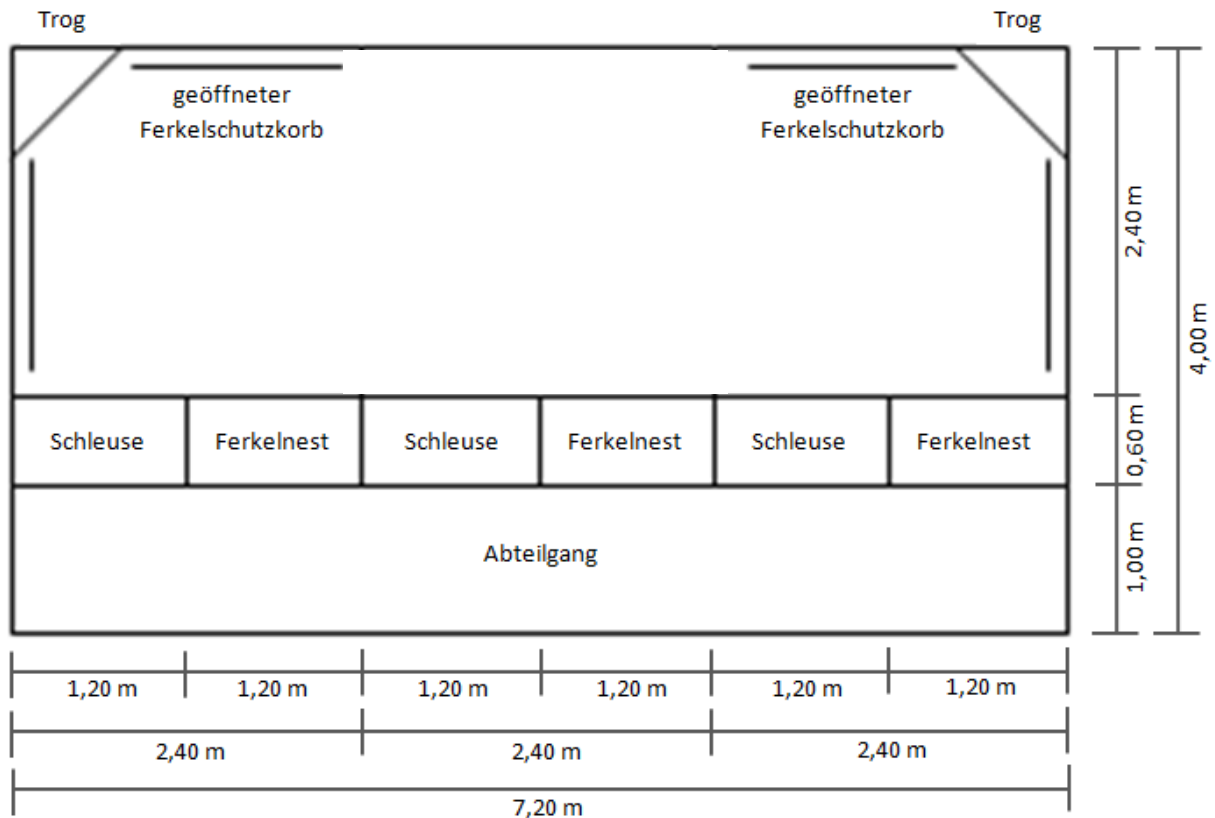 Trog
Trog
geöffneter
Ferkelschutzkorb
geöffneter
Ferkelschutzkorb
2,40 m
4,00 m
Schleuse
Ferkelnest
Schleuse
Ferkelnest
Schleuse
Ferkelnest
0,60 m
Abteilgang
1,00 m
1,20 m
1,20 m
1,20 m
1,20 m
1,20 m
1,20 m
2,40 m
2,40 m
2,40 m
7,20 m